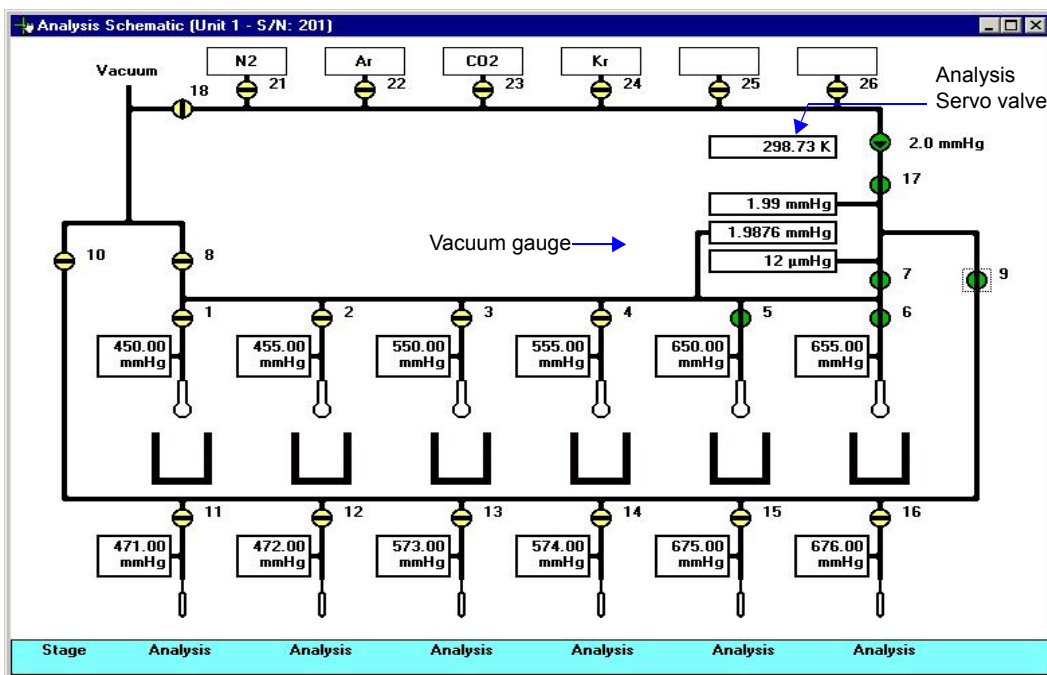 Analysis Schematic (Unit 1 - S/N: 201)
N2
Ar
CO2
Kr
Vacuum
18
21
22
23
24
25
26
Analysis
Servo valve
298.73 K
2.0 mmHg
17
1.99 mmHg
Vacuum gauge
1.9876 mmHg
12 µmHg
10
8
7
9
1
2
3
4
5
6
450.00
mmHg
455.00
mmHg
550.00
mmHg
555.00
mmHg
650.00
mmHg
655.00
mmHg
11
12
13
14
15
16
471.00
mmHg
472.00
mmHg
573.00
mmHg
574.00
mmHg
675.00
mmHg
676.00
mmHg
Stage Analysis Analysis Analysis Analysis Analysis Analysis